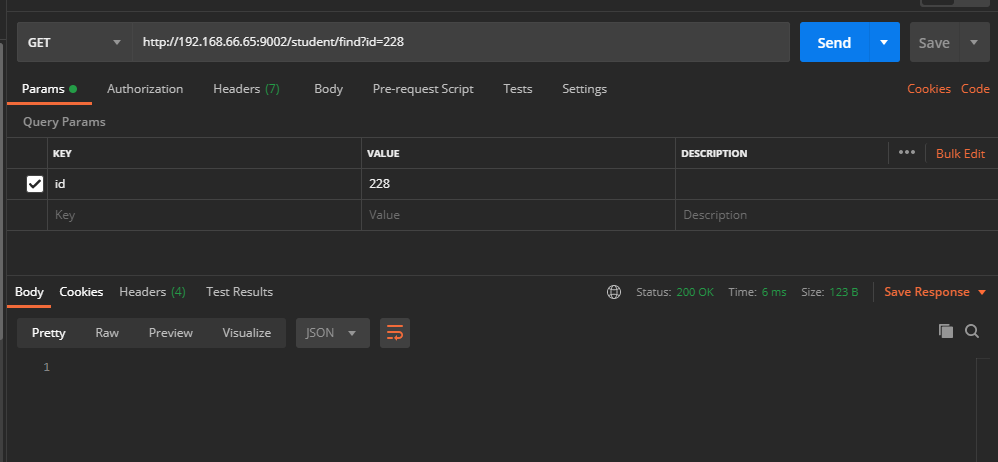 GET http://192.168.66.65:9002/student/find?id=228 Send Save
Params Authorization Headers (7) Body Pre-request Script Tests Settings Cookies Code
Query Params
KEY VALUE DESCRIPTION ••• Bulk Edit
id 228
Key Value Description
Body Cookies Headers (4) Test Results Status: 200 OK Time: 6 ms Size: 123 B Save Response
Pretty Raw Preview Visualize JSON
1